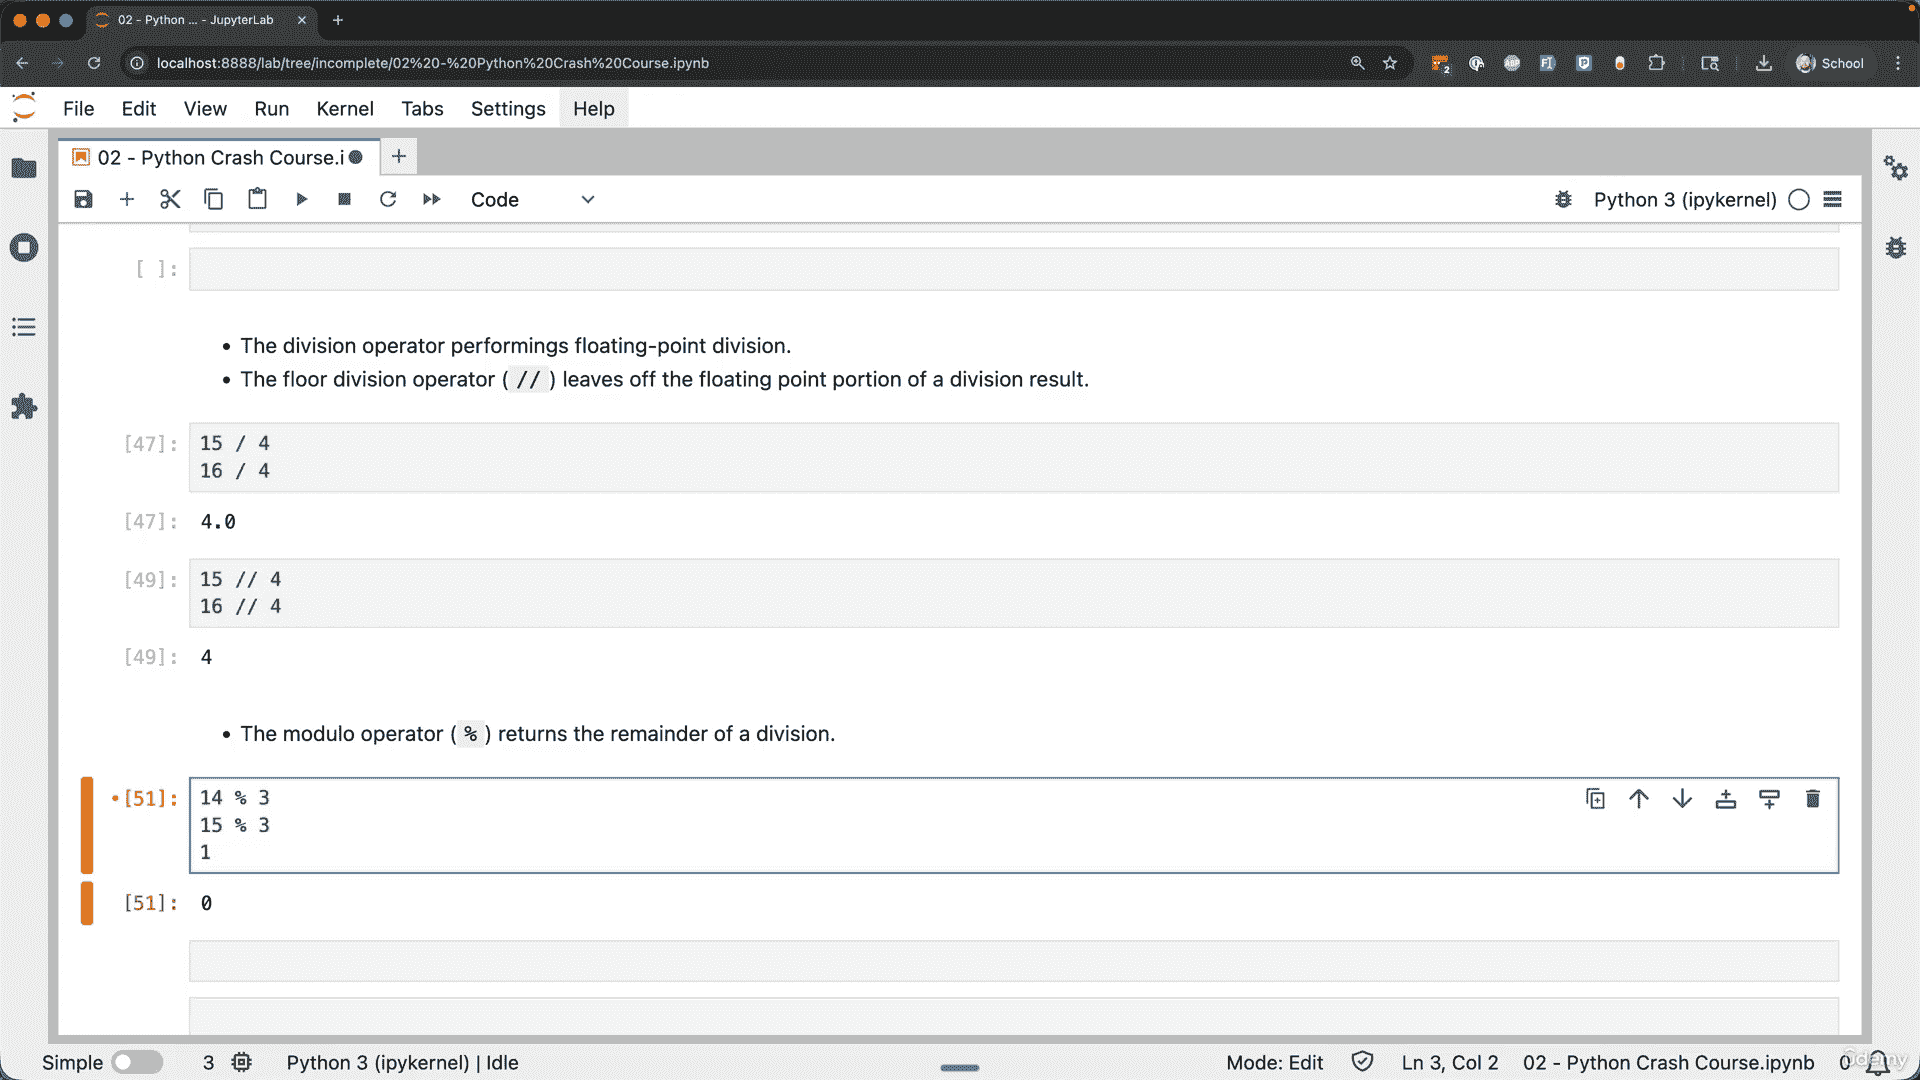 02 - Python ... - JupyterLab
localhost:8888/lab/tree/incomplete/02%20-%20Python%20Crash%20Course.ipynb
2
ABP
School
File Edit View Run Kernel Tabs Settings Help
02 - Python Crash Course.i
Code
Python 3 (ipykernel)
[ ]:
• The division operator performings floating-point division.
• The floor division operator ( // ) leaves off the floating point portion of a division result.
[47]: 15 / 4
16 / 4
[47]: 4.0
[49]: 15 // 4
16 // 4
[49]: 4
• The modulo operator ( % ) returns the remainder of a division.
•[51]: 14 % 3
15 % 3
1
[51]: 0
Simple 3 Python 3 (ipykernel) | Idle Mode: Edit Ln 3, Col 2 02 - Python Crash Course.ipynb 0
Udemy